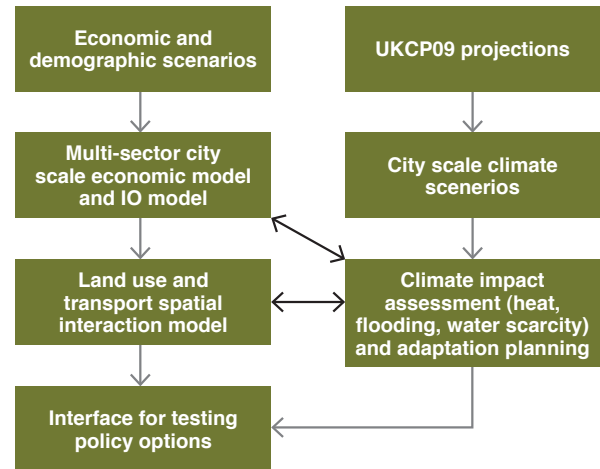 Economic and
demographic scenarios
UKCP09 projections
Multi-sector city
scale economic model
and IO model
City scale climate
scenerios
Land use and
transport spatial
interaction model
Climate impact
assessment (heat,
flooding, water scarcity)
and adaptation planning
Interface for testing
policy options